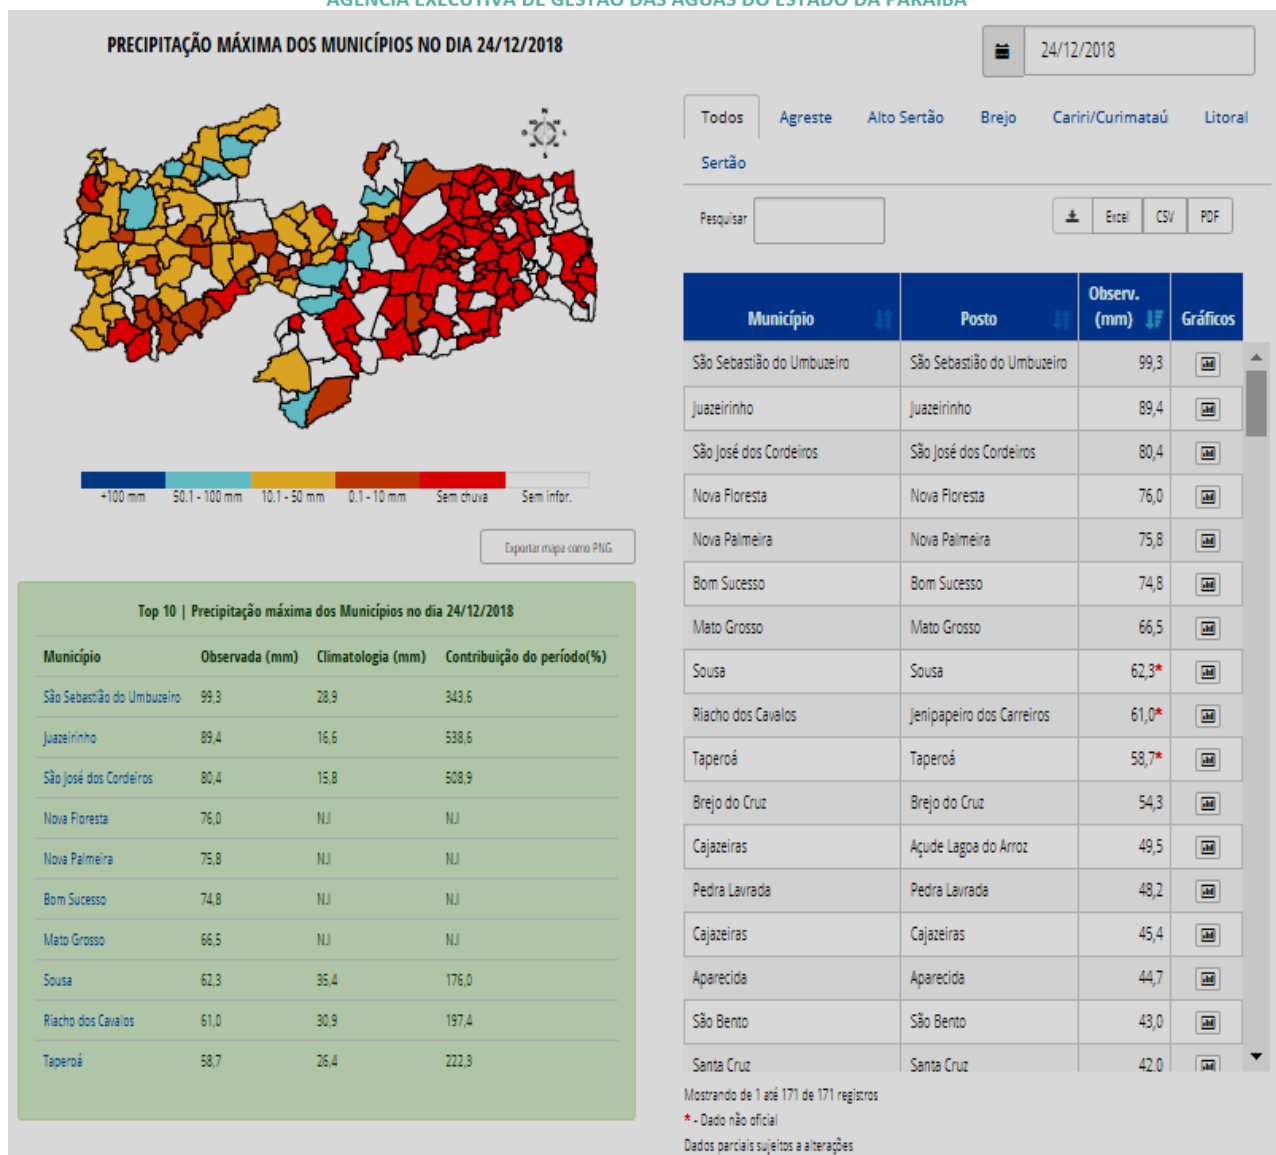 AGÊNCIA EXECUTIVA DE GESTÃO DAS ÁGUAS DO ESTADO DA PARAÍBA
PRECIPITAÇÃO MÁXIMA DOS MUNICÍPIOS NO DIA 24/12/2018
+100 mm 50.1 - 100 mm 10.1 - 50 mm 0.1 - 10 mm Sem chuva Sem infor.
Exportar mapa como PNG
Top 10 | Precipitação máxima dos Municípios no dia 24/12/2018
Município Observada (mm) Climatologia (mm) Contribuição do período(%)
São Sebastião do Umbuzeiro 99,3 28,9 343,6
Juazeirinho 89,4 16,6 538,6
São José dos Cordeiros 80,4 15,8 508,9
Nova Floresta 76,0 N.I N.I
Nova Palmeira 75,8 N.I N.I
Bom Sucesso 74,8 N.I N.I
Mato Grosso 66,5 N.I N.I
Sousa 62,3 35,4 176,0
Riacho dos Cavalos 61,0 30,9 197,4
Taperoá 58,7 26,4 222,3
24/12/2018
Todos Agreste Alto Sertão Brejo Cariri/Curimataú Litoral
Sertão
Pesquisar Excel CSV PDF
Município Posto Observ. (mm) Gráficos
São Sebastião do Umbuzeiro São Sebastião do Umbuzeiro 99,3
Juazeirinho Juazeirinho 89,4
São José dos Cordeiros São José dos Cordeiros 80,4
Nova Floresta Nova Floresta 76,0
Nova Palmeira Nova Palmeira 75,8
Bom Sucesso Bom Sucesso 74,8
Mato Grosso Mato Grosso 66,5
Sousa Sousa 62,3*
Riacho dos Cavalos Jenipapeiro dos Carreiros 61,0*
Taperoá Taperoá 58,7*
Brejo do Cruz Brejo do Cruz 54,3
Cajazeiras Açude Lagoa do Arroz 49,5
Pedra Lavrada Pedra Lavrada 48,2
Cajazeiras Cajazeiras 45,4
Aparecida Aparecida 44,7
São Bento São Bento 43,0
Santa Cruz Santa Cruz 42,0
Mostrando de 1 até 171 de 171 registros
* - Dado não oficial
Dados parciais sujeitos a alterações